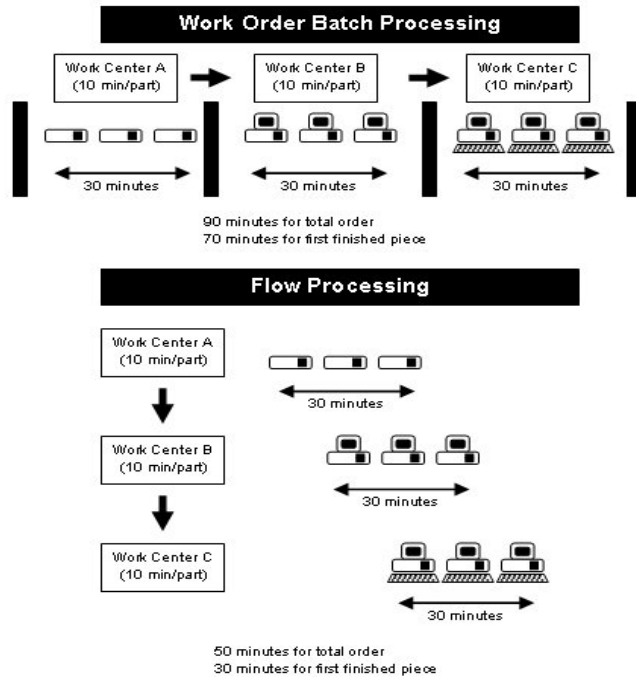 Work Order Batch Processing
Work Center A
(10 min/part)
Work Center B
(10 min/part)
Work Center C
(10 min/part)
30 minutes
30 minutes
30 minutes
90 minutes for total order
70 minutes for first finished piece
Flow Processing
Work Center A
(10 min/part)
30 minutes
Work Center B
(10 min/part)
30 minutes
Work Center C
(10 min/part)
30 minutes
50 minutes for total order
30 minutes for first finished piece